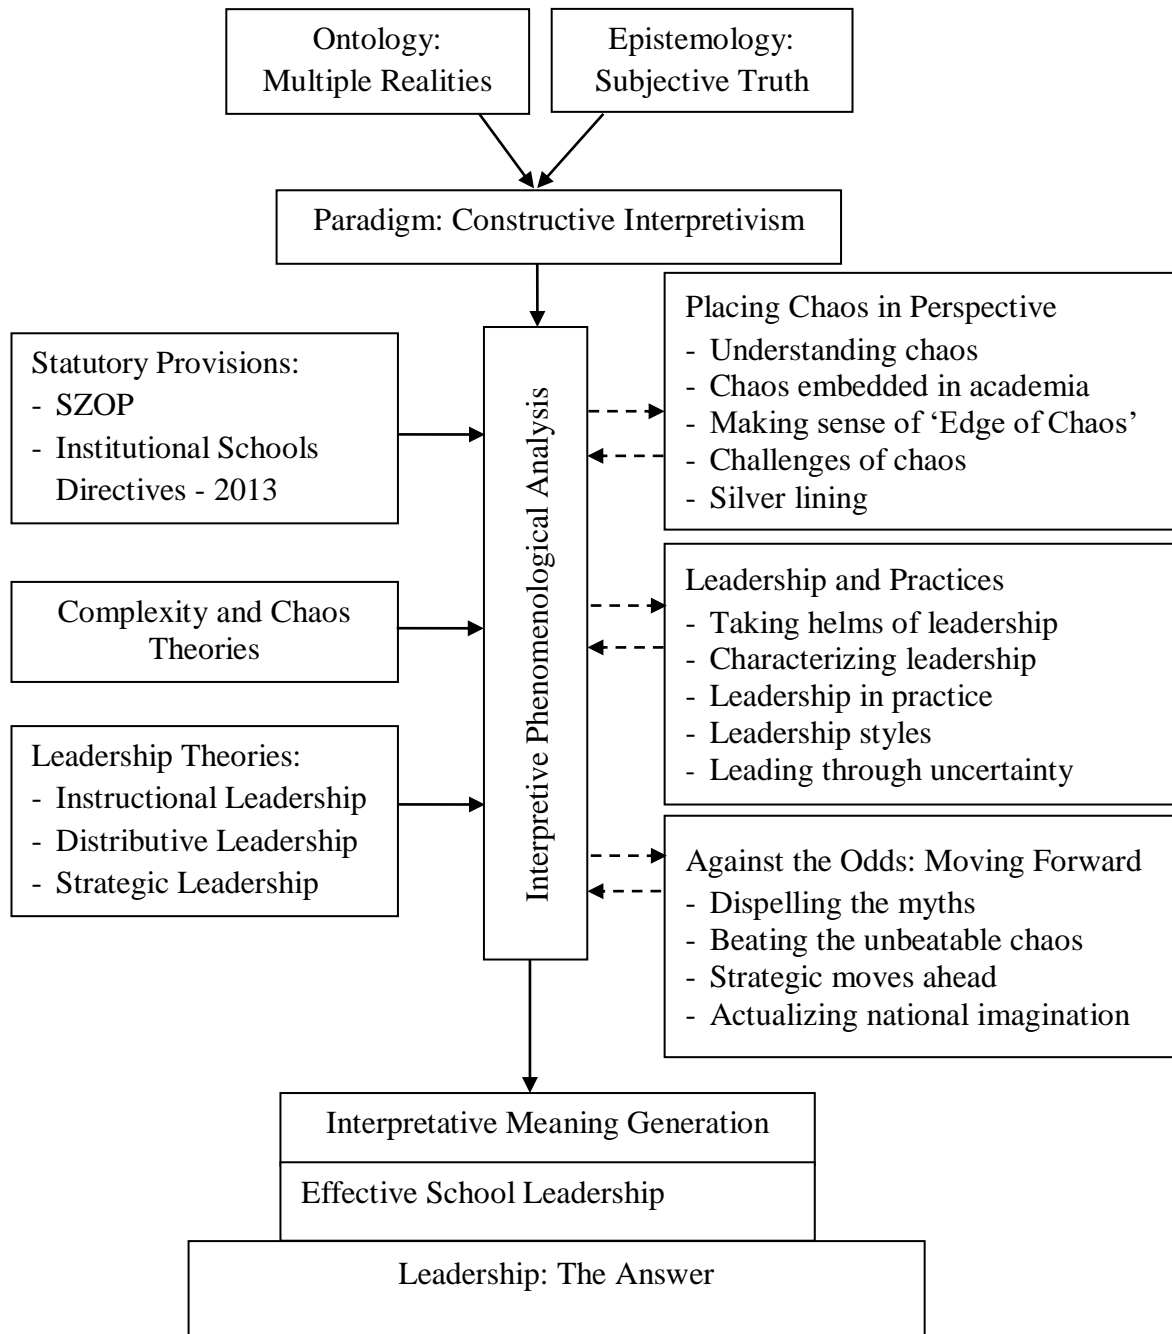 Ontology:
Multiple Realities
Epistemology:
Subjective Truth
Paradigm: Constructive Interpretivism
Statutory Provisions:
- SZOP
- Institutional Schools
Directives - 2013
Complexity and Chaos
Theories
Leadership Theories:
- Instructional Leadership
- Distributive Leadership
- Strategic Leadership
Interpretive Phenomenological Analysis
Placing Chaos in Perspective
- Understanding chaos
- Chaos embedded in academia
- Making sense of ‘Edge of Chaos’
- Challenges of chaos
- Silver lining
Leadership and Practices
- Taking helms of leadership
- Characterizing leadership
- Leadership in practice
- Leadership styles
- Leading through uncertainty
Against the Odds: Moving Forward
- Dispelling the myths
- Beating the unbeatable chaos
- Strategic moves ahead
- Actualizing national imagination
Interpretative Meaning Generation
Effective School Leadership
Leadership: The Answer